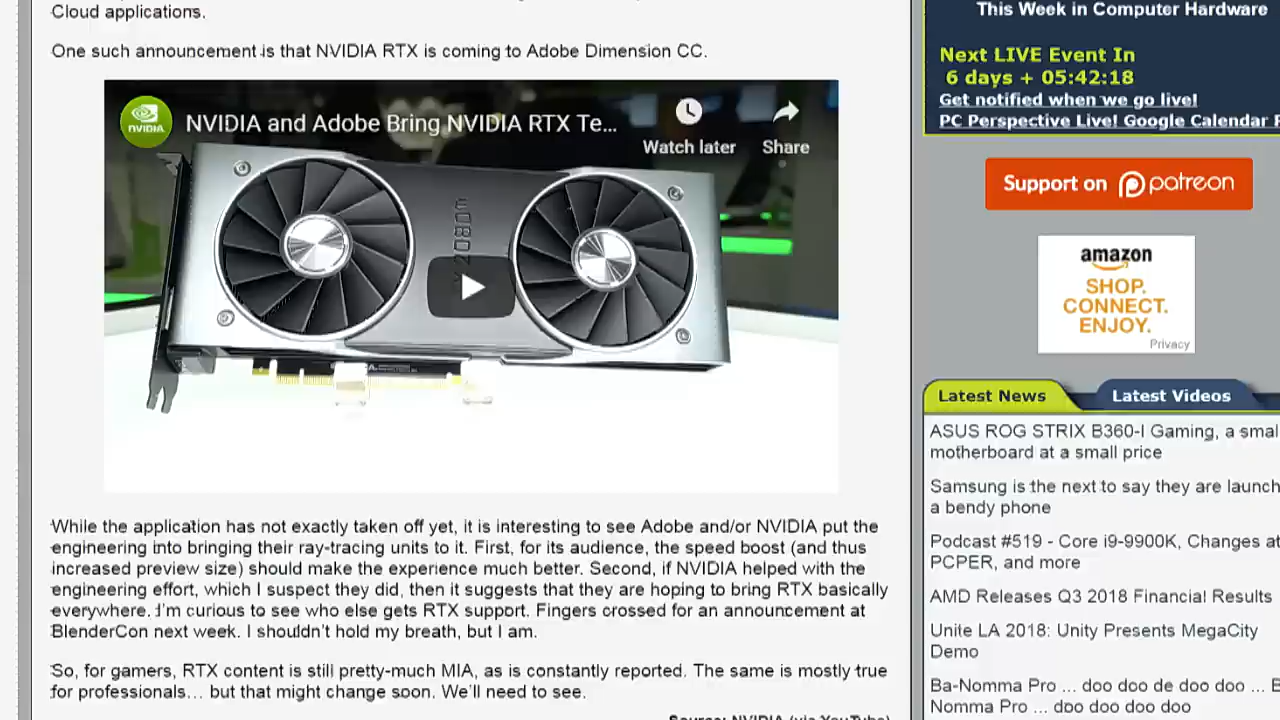 Cloud applications.
One such announcement is that NVIDIA RTX is coming to Adobe Dimension CC.
NVIDIA
NVIDIA and Adobe Bring NVIDIA RTX Te...
Watch later
Share
While the application has not exactly taken off yet, it is interesting to see Adobe and/or NVIDIA put the
engineering into bringing their ray-tracing units to it. First, for its audience, the speed boost (and thus
increased preview size) should make the experience much better. Second, if NVIDIA helped with the
engineering effort, which I suspect they did, then it suggests that they are hoping to bring RTX basically
everywhere. I'm curious to see who else gets RTX support. Fingers crossed for an announcement at
BlenderCon next week. I shouldn't hold my breath, but I am.
So, for gamers, RTX content is still pretty-much MIA, as is constantly reported. The same is mostly true
for professionals... but that might change soon. We'll need to see.
Source: NVIDIA (via YouTube)
This Week in Computer Hardware
Next LIVE Event In
6 days + 05:42:18
Get notified when we go live!
PC Perspective Live! Google Calendar
Support on patreon
amazon
SHOP.
CONNECT.
ENJOY.
Privacy
Latest News
Latest Videos
ASUS ROG STRIX B360-I Gaming, a smal
motherboard at a small price
Samsung is the next to say they are launch
a bendy phone
Podcast #519 - Core i9-9900K, Changes at
PCPER, and more
AMD Releases Q3 2018 Financial Results
Unite LA 2018: Unity Presents MegaCity
Demo
Ba-Nomma Pro ... doo doo de doo doo ...
Nomma Pro ... doo doo doo doo